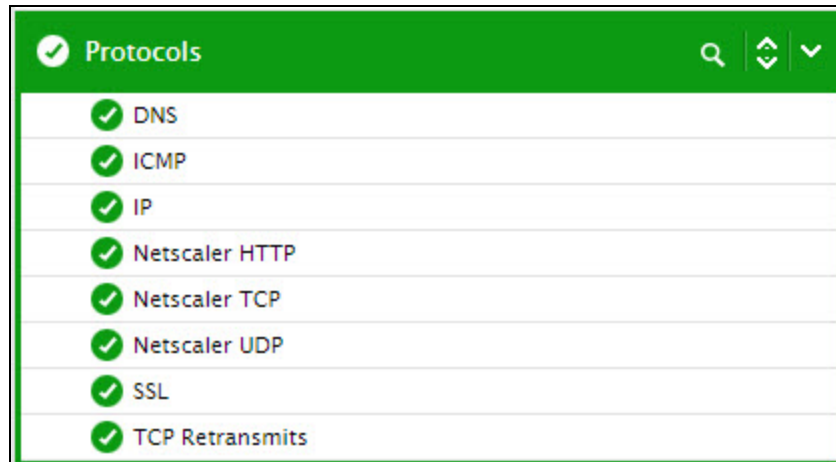 Protocols
DNS
ICMP
IP
Netscaler HTTP
Netscaler TCP
Netscaler UDP
SSL
TCP Retransmits